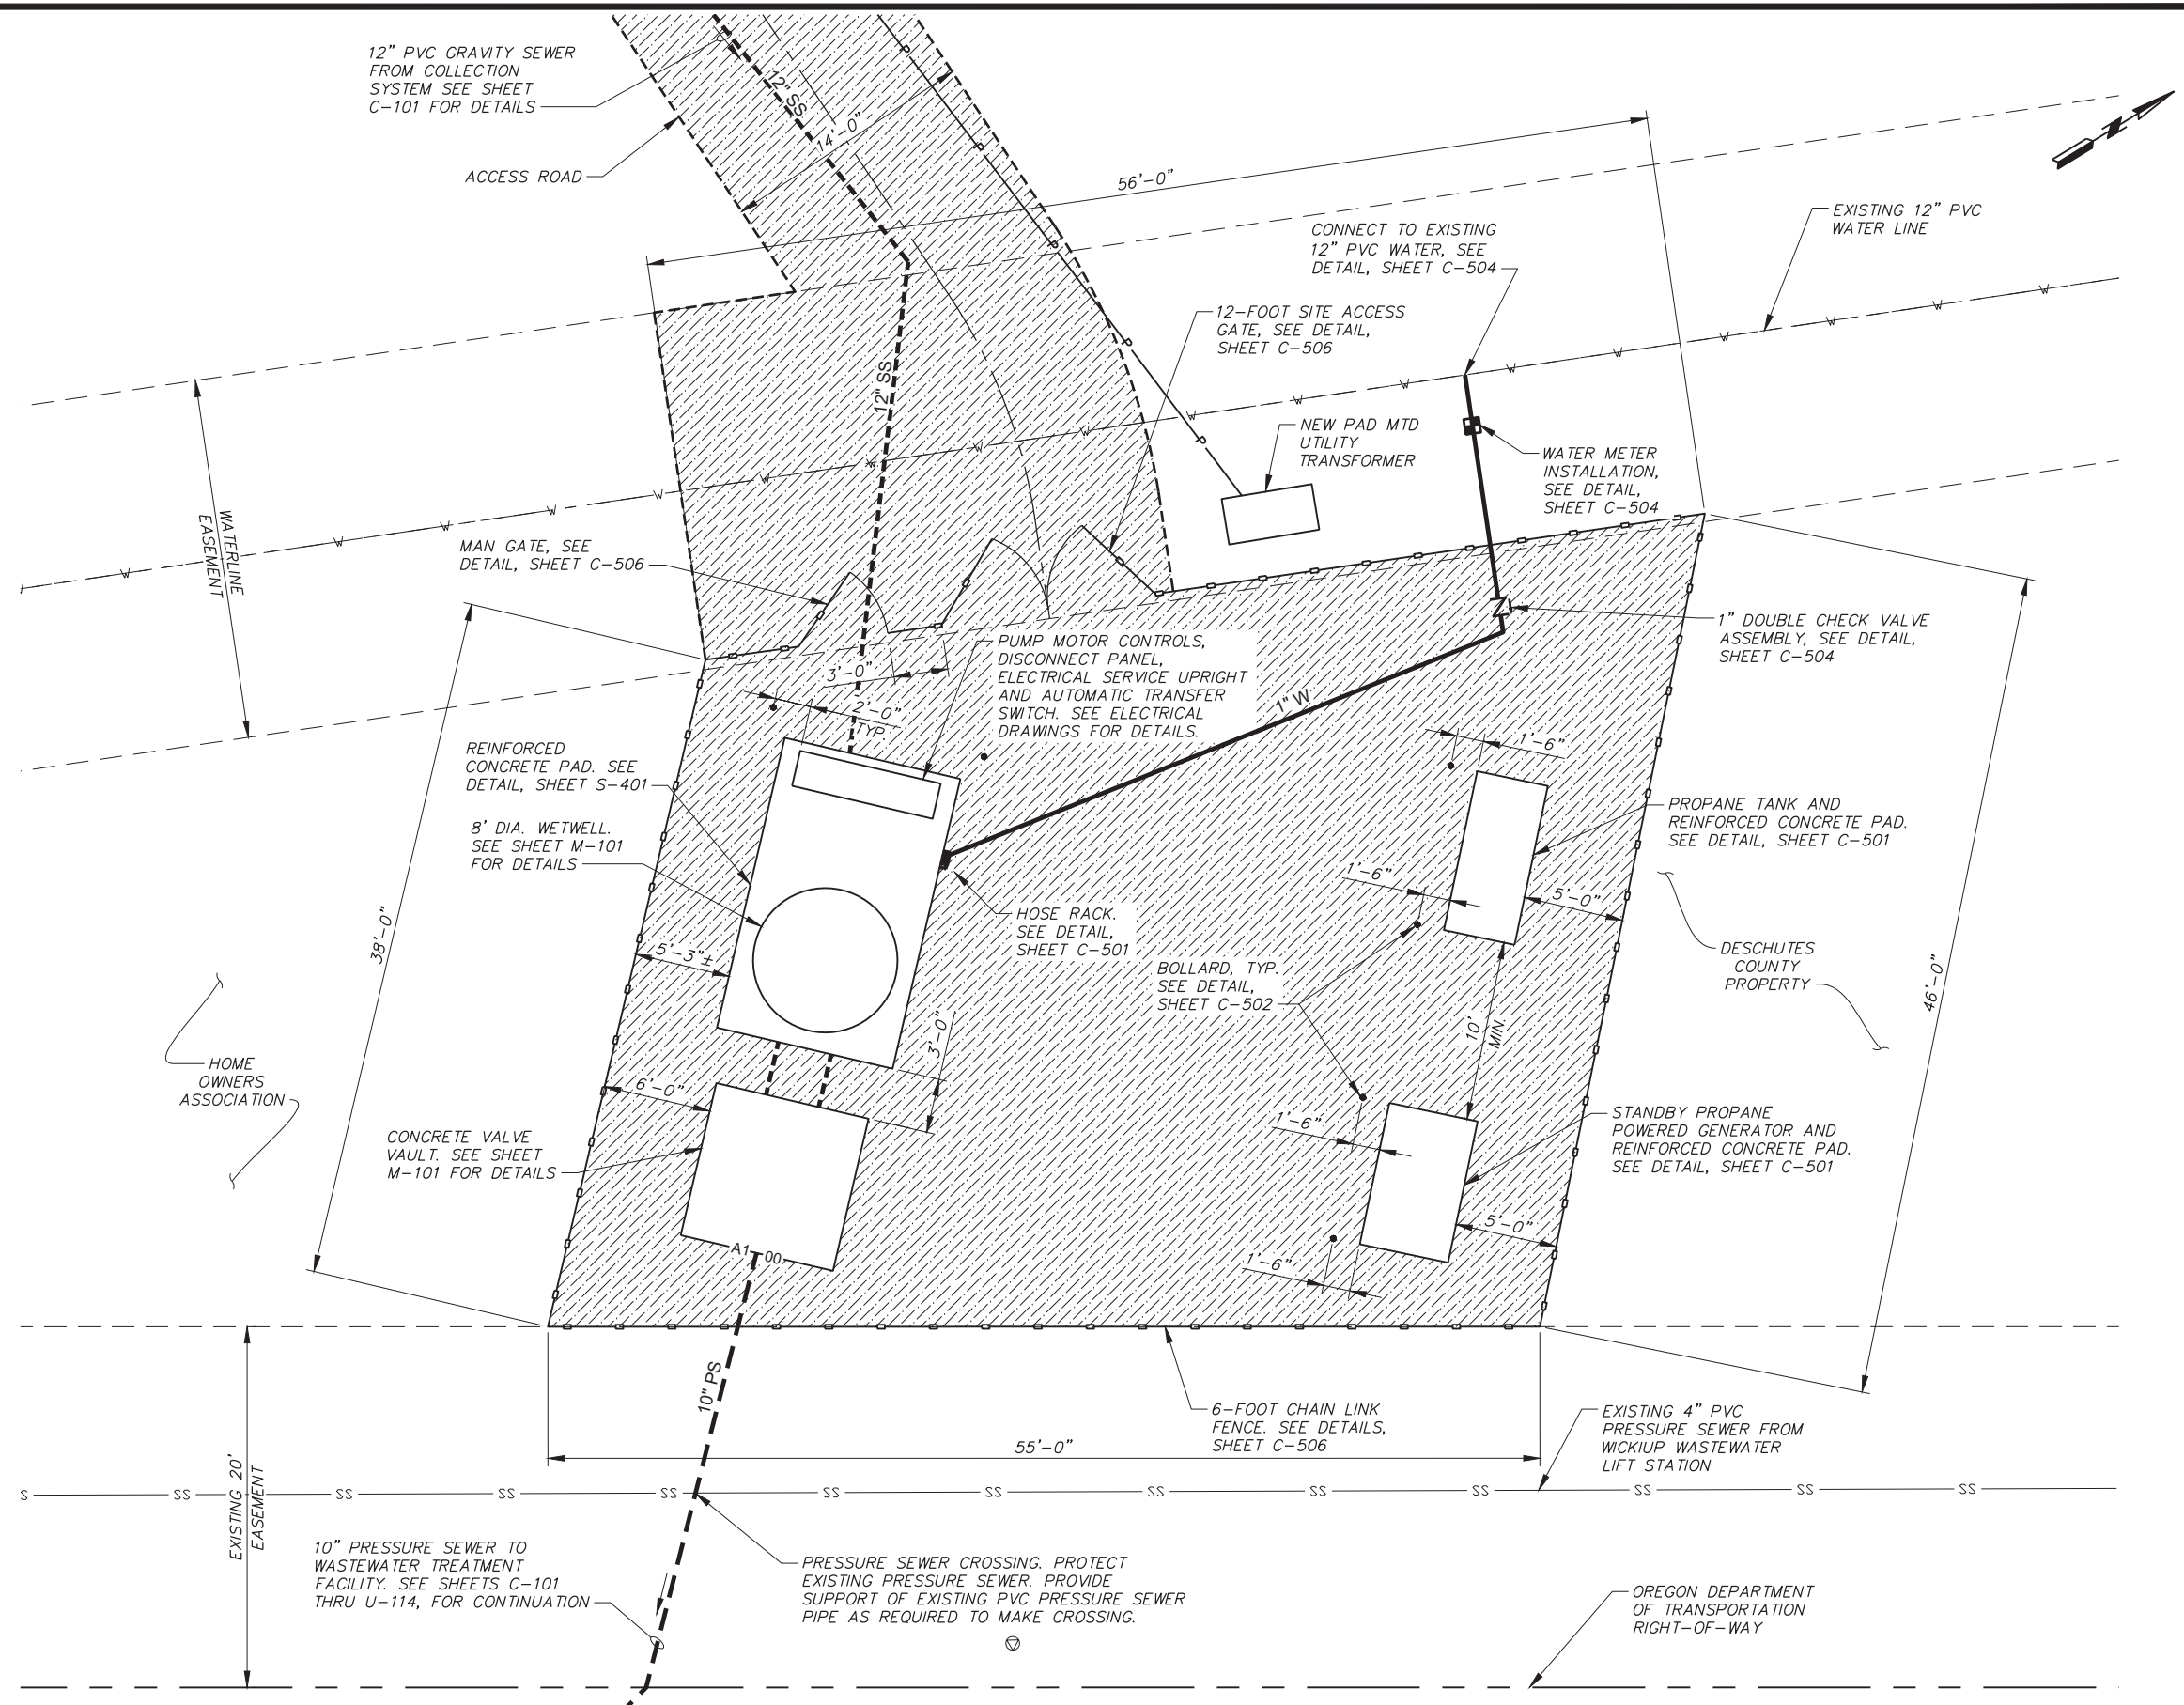 12" PVC GRAVITY SEWER
FROM COLLECTION
SYSTEM SEE SHEET
C-101 FOR DETAILS
ACCESS ROAD
12" SS
14'-0"
56'-0"
N
EXISTING 12" PVC
WATER LINE
CONNECT TO EXISTING
12" PVC WATER, SEE
DETAIL, SHEET C-504
12-FOOT SITE ACCESS
GATE, SEE DETAIL,
SHEET C-506
12" SS
NEW PAD MTD
UTILITY
TRANSFORMER
WATER METER
INSTALLATION,
SEE DETAIL,
SHEET C-504
WATERLINE
EASEMENT
MAN GATE, SEE
DETAIL, SHEET C-506
1" DOUBLE CHECK VALVE
ASSEMBLY, SEE DETAIL,
SHEET C-504
PUMP MOTOR CONTROLS,
DISCONNECT PANEL,
ELECTRICAL SERVICE UPRIGHT
AND AUTOMATIC TRANSFER
SWITCH. SEE ELECTRICAL
DRAWINGS FOR DETAILS.
3'-0"
2'-0"
TYP
1" W
REINFORCED
CONCRETE PAD. SEE
DETAIL, SHEET S-401
1'-6"
8' DIA. WETWELL.
SEE SHEET M-101
FOR DETAILS
PROPANE TANK AND
REINFORCED CONCRETE PAD.
SEE DETAIL, SHEET C-501
1'-6"
5'-0"
38'-0"
5'-3"±
HOSE RACK.
SEE DETAIL,
SHEET C-501
DESCHUTES
COUNTY
PROPERTY
46'-0"
BOLLARD, TYP.
SEE DETAIL,
SHEET C-502
3'-0"
10'
MIN.
HOME
OWNERS
ASSOCIATION
6'-0"
1'-6"
STANDBY PROPANE
POWERED GENERATOR AND
REINFORCED CONCRETE PAD.
SEE DETAIL, SHEET C-501
CONCRETE VALVE
VAULT. SEE SHEET
M-101 FOR DETAILS
5'-0"
A1 00
1'-6"
10" PS
6-FOOT CHAIN LINK
FENCE. SEE DETAILS,
SHEET C-506
55'-0"
EXISTING 4" PVC
PRESSURE SEWER FROM
WICKIUP WASTEWATER
LIFT STATION
S SS SS SS SS SS SS SS SS SS SS SS SS
EXISTING 20'
EASEMENT
10" PRESSURE SEWER TO
WASTEWATER TREATMENT
FACILITY. SEE SHEETS C-101
THRU U-114, FOR CONTINUATION
PRESSURE SEWER CROSSING. PROTECT
EXISTING PRESSURE SEWER. PROVIDE
SUPPORT OF EXISTING PVC PRESSURE SEWER
PIPE AS REQUIRED TO MAKE CROSSING.
OREGON DEPARTMENT
OF TRANSPORTATION
RIGHT-OF-WAY